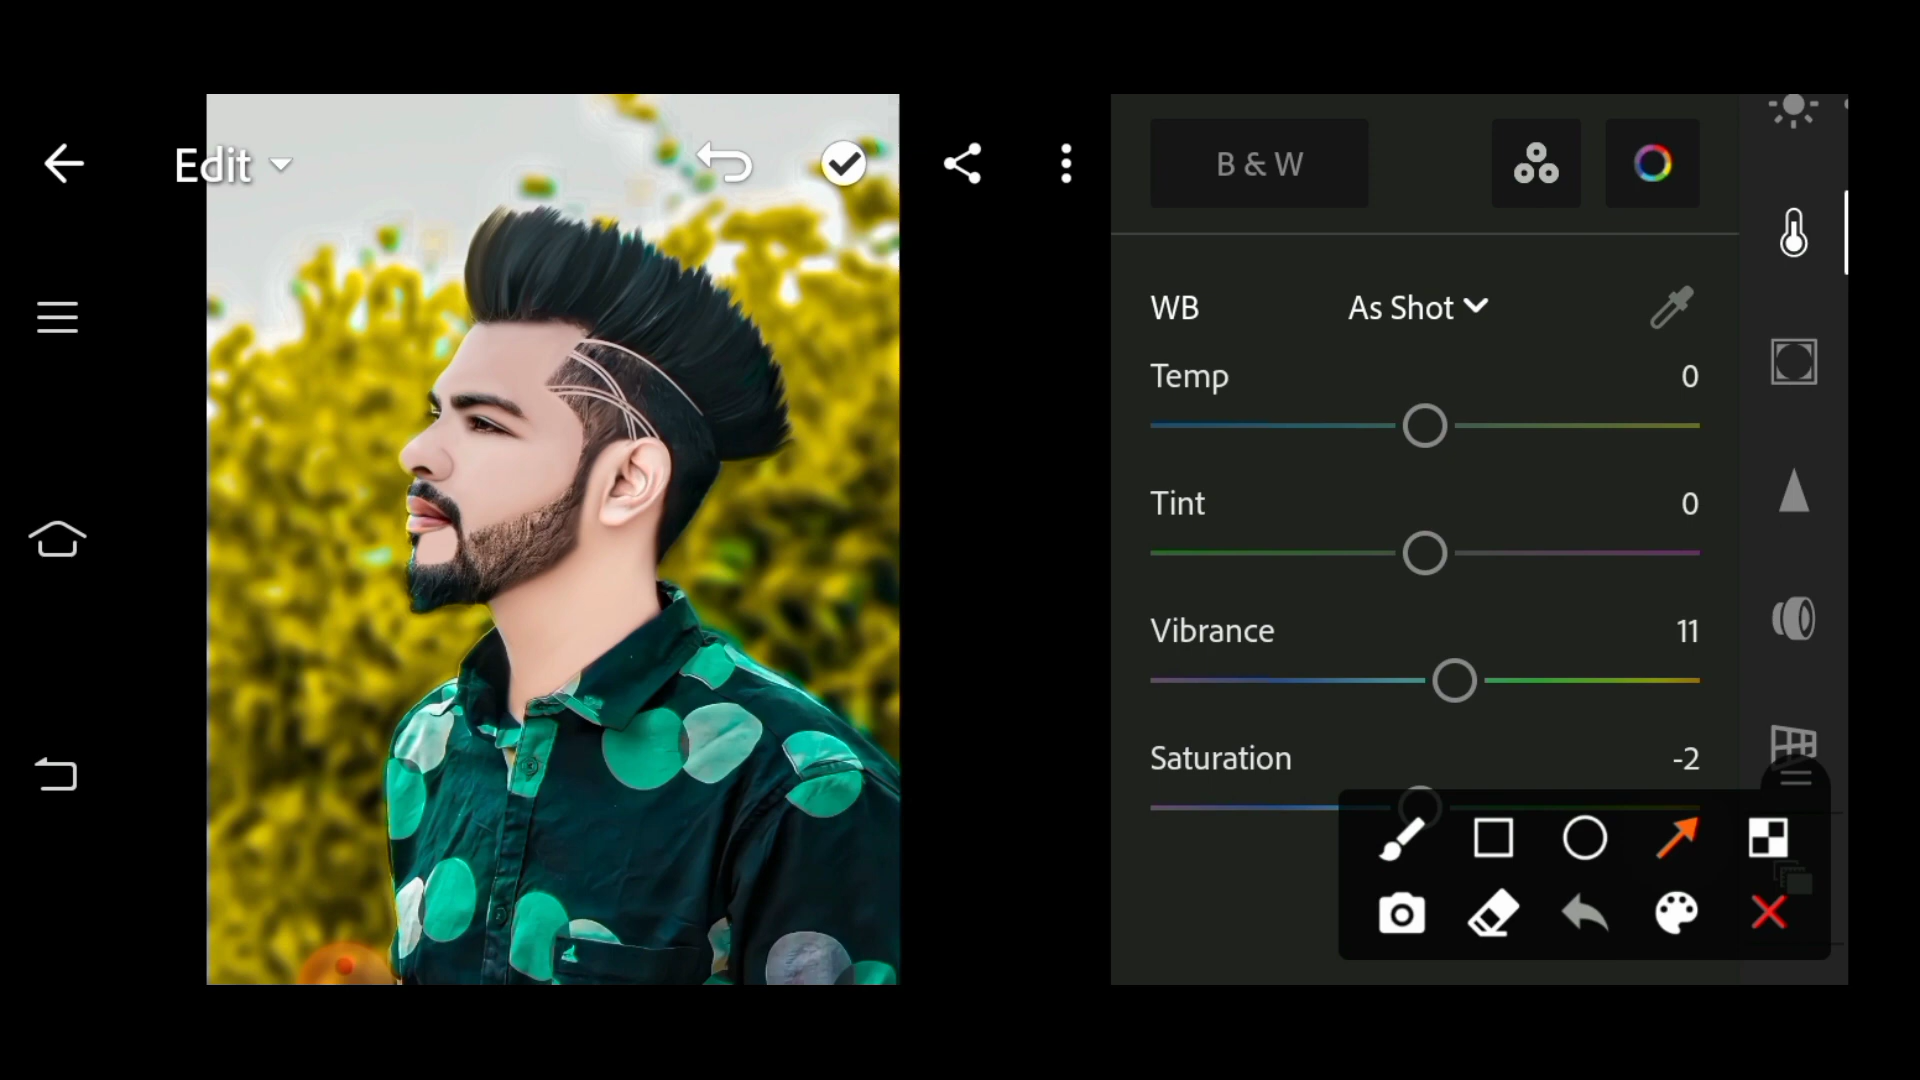 Edit
B & W
WB As Shot
Temp 0
Tint 0
Vibrance 11
Saturation -2